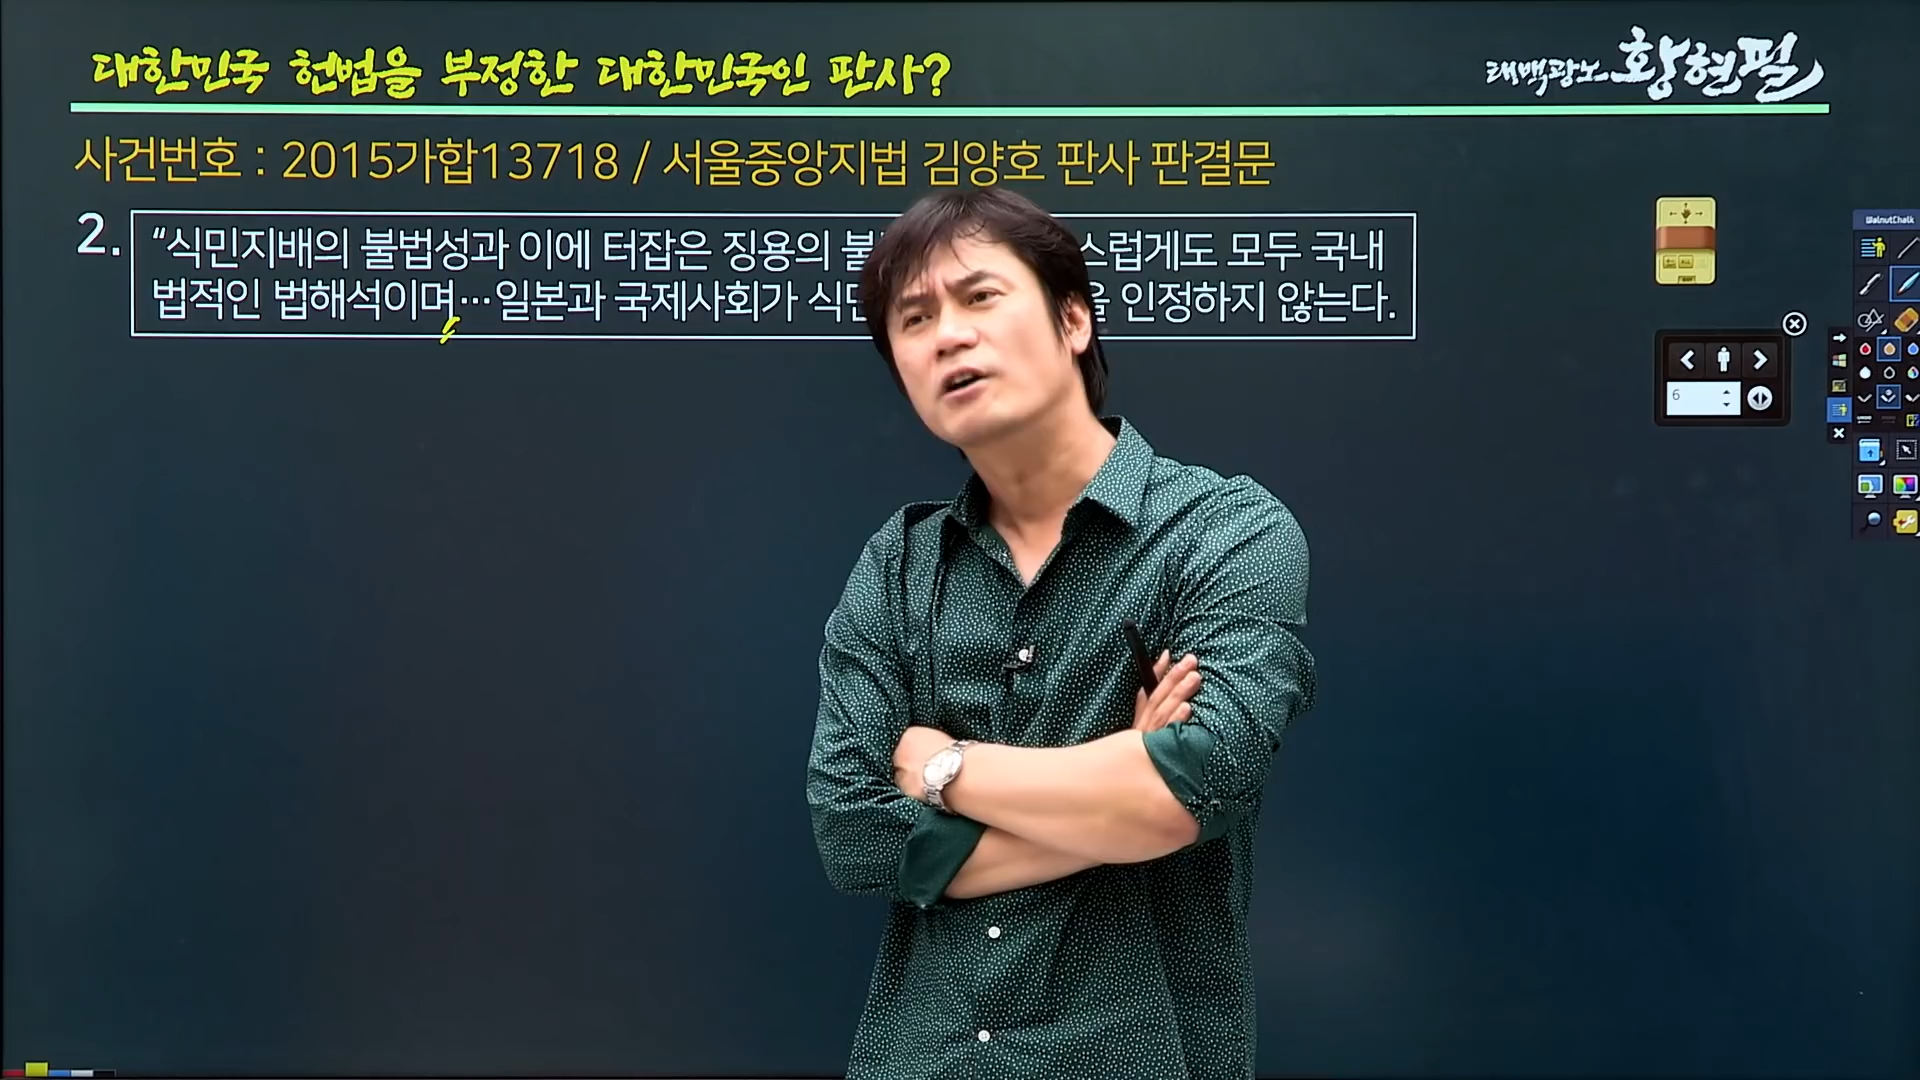 대한민국 헌법을 부정한 대한민국인 판사?
태백광노 황현필
사건번호 : 2015가합13718 / 서울중앙지법 김양호 판사 판결문
2.
“식민지배의 불법성과 이에 터잡은 징용의 스럽게도 모두 국내
법적인 법해석이며…일본과 국제사회가 인정하지 않는다.
WalnutChalk
6